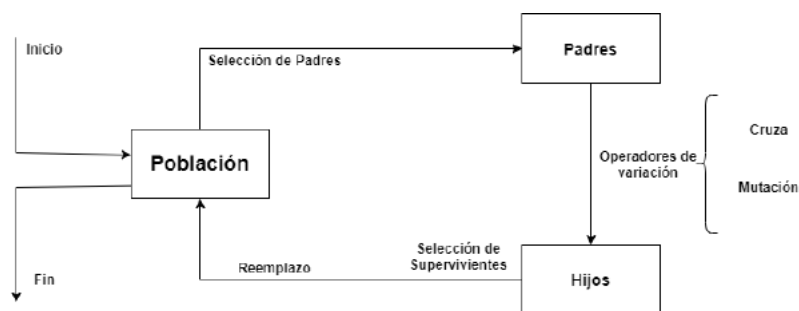 Inicio
Selección de Padres
Padres
Población
Operadores de
variación
Cruza
Mutación
Selección de
Supervivientes
Reemplazo
Hijos
Fin